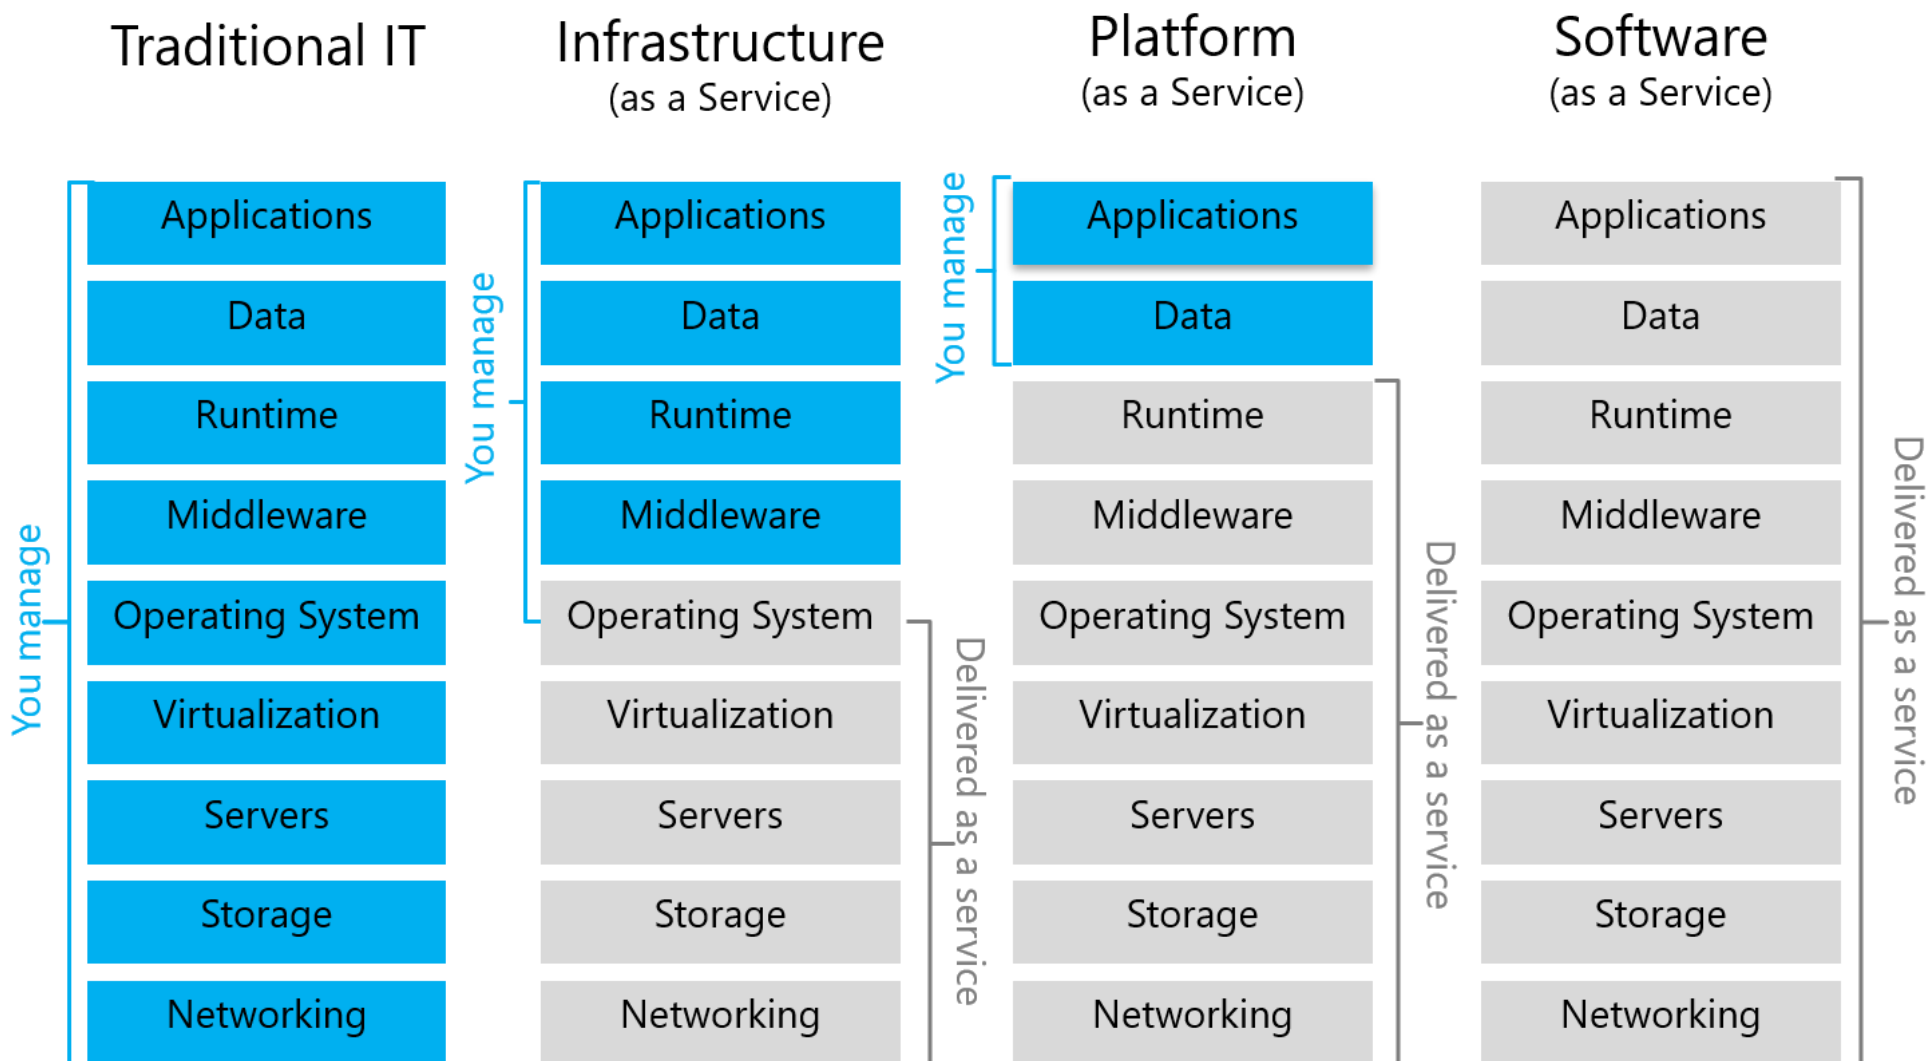 Traditional IT
Infrastructure
(as a Service)
Platform
(as a Service)
Software
(as a Service)
You manage
Applications
Data
Runtime
Middleware
Operating System
Virtualization
Servers
Storage
Networking
You manage
Applications
Data
Runtime
Middleware
Operating System
Virtualization
Servers
Storage
Networking
Delivered as a service
You manage
Applications
Data
Runtime
Middleware
Operating System
Virtualization
Servers
Storage
Networking
Delivered as a service
Applications
Data
Runtime
Middleware
Operating System
Virtualization
Servers
Storage
Networking
Delivered as a service